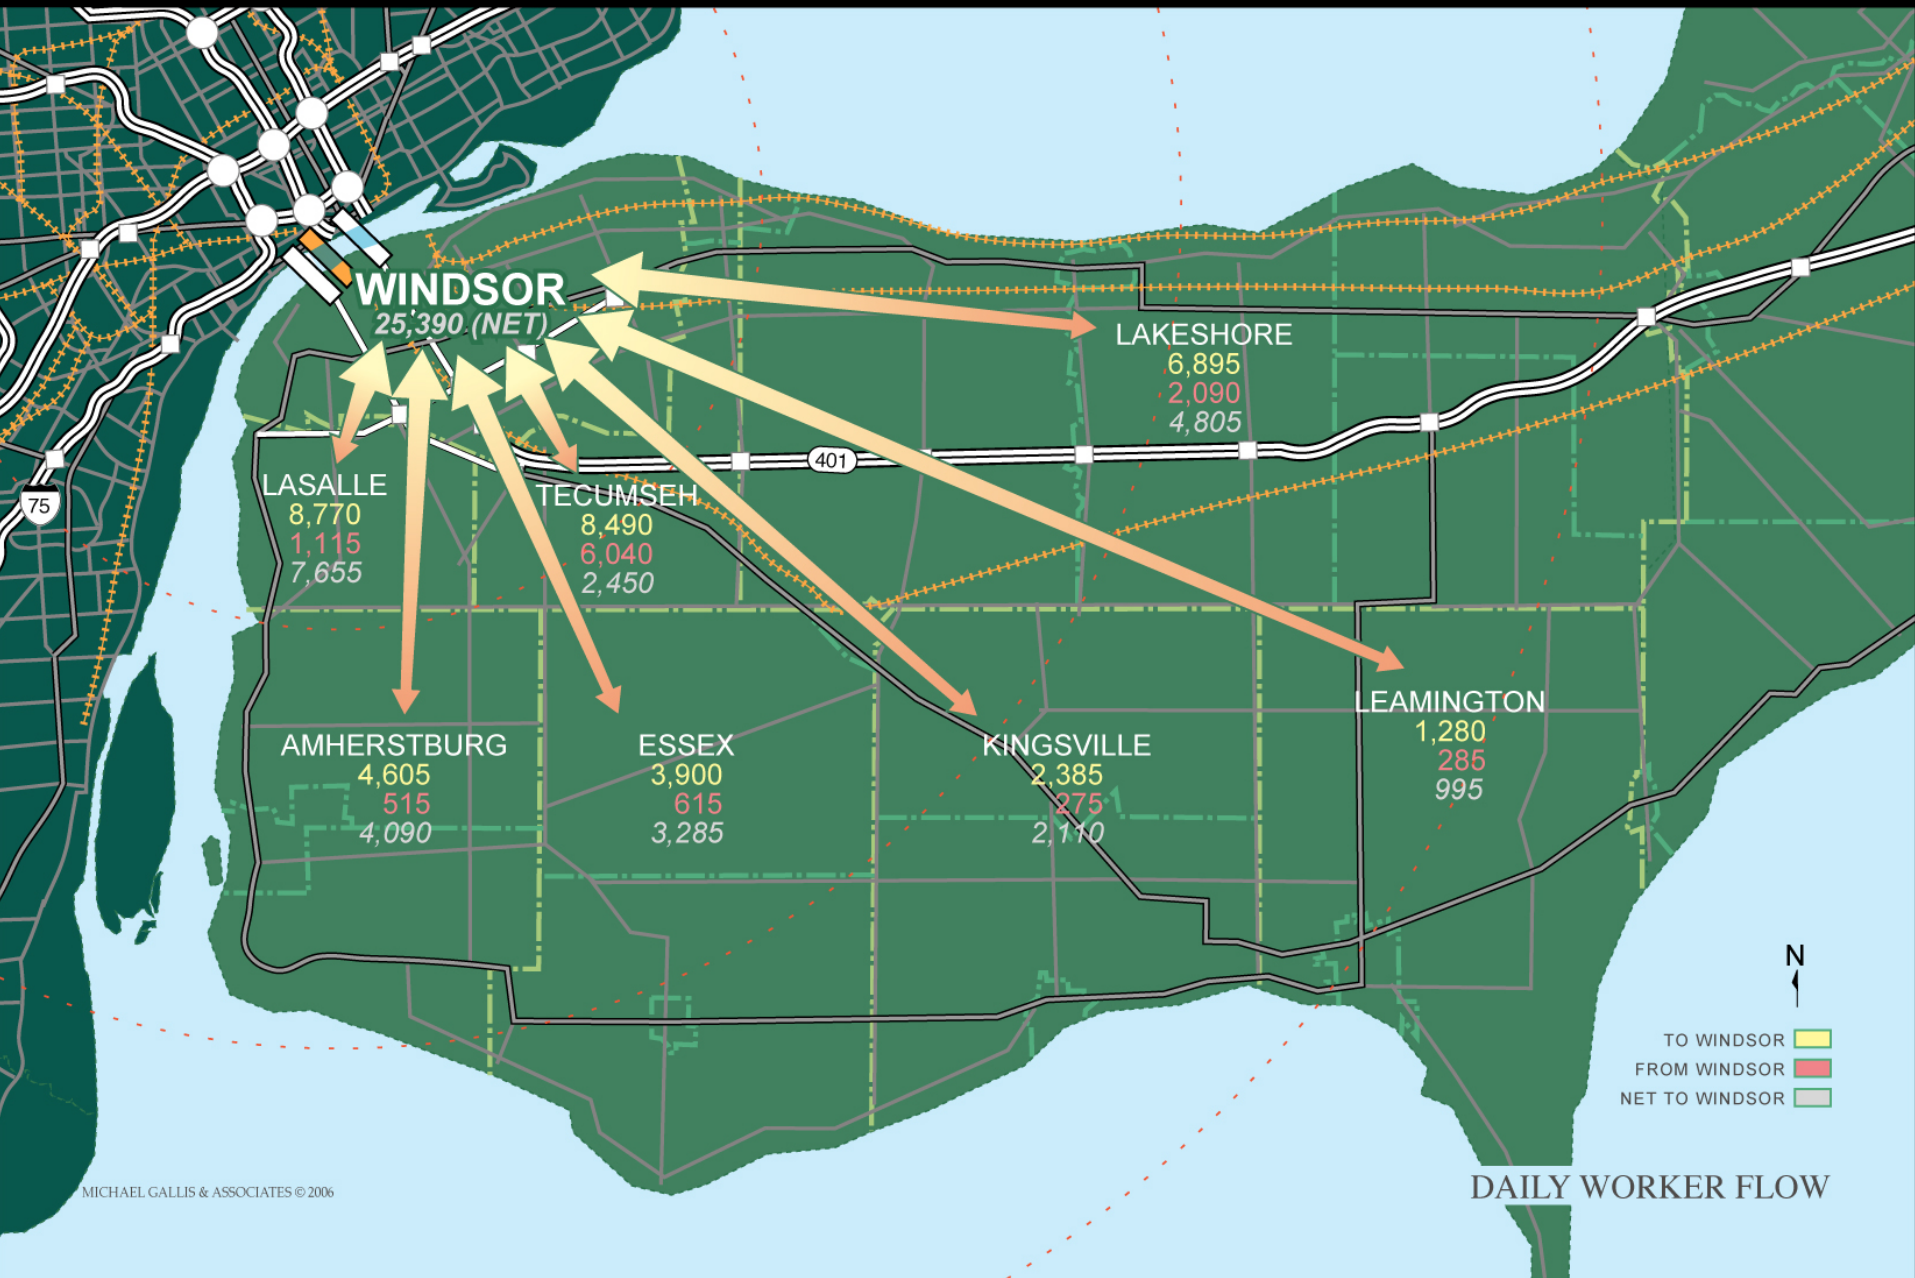 WINDSOR
25,390 (NET)
LAKESHORE
6,895
2,090
4,805
401
LASALLE
8,770
1,115
7,655
TECUMSEH
8,490
6,040
2,450
75
AMHERSTBURG
4,605
515
4,090
ESSEX
3,900
615
3,285
KINGSVILLE
2,385
275
2,110
LEAMINGTON
1,280
285
995
N
TO WINDSOR
FROM WINDSOR
NET TO WINDSOR
MICHAEL GALLIS & ASSOCIATES © 2006
DAILY WORKER FLOW